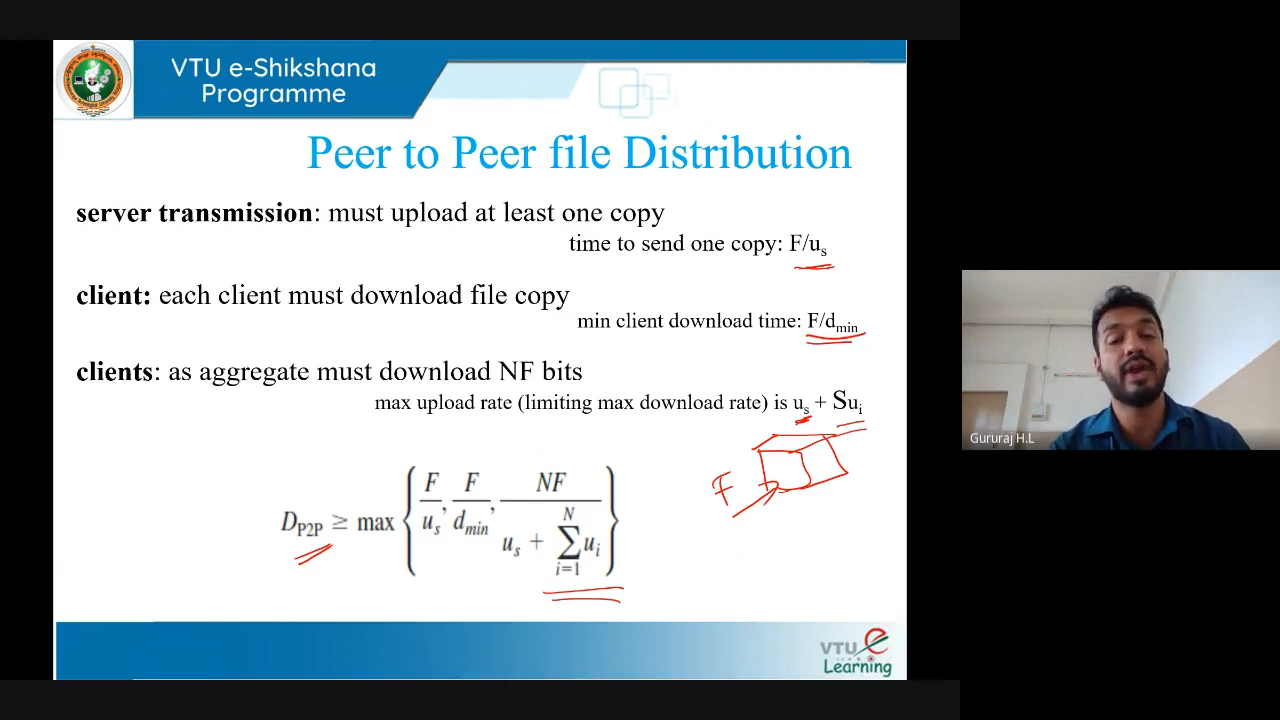 VTU e-Shikshana
Programme
Peer to Peer file Distribution
server transmission: must upload at least one copy
time to send one copy: F/us
client: each client must download file copy
min client download time: F/dmin
clients: as aggregate must download NF bits
max upload rate (limiting max download rate) is us + Sui
F
DP2P ≥ max { F/us, F/dmin, NF/(us + ∑i=1N ui) }
Gururaj H.L
VTU e
Learning